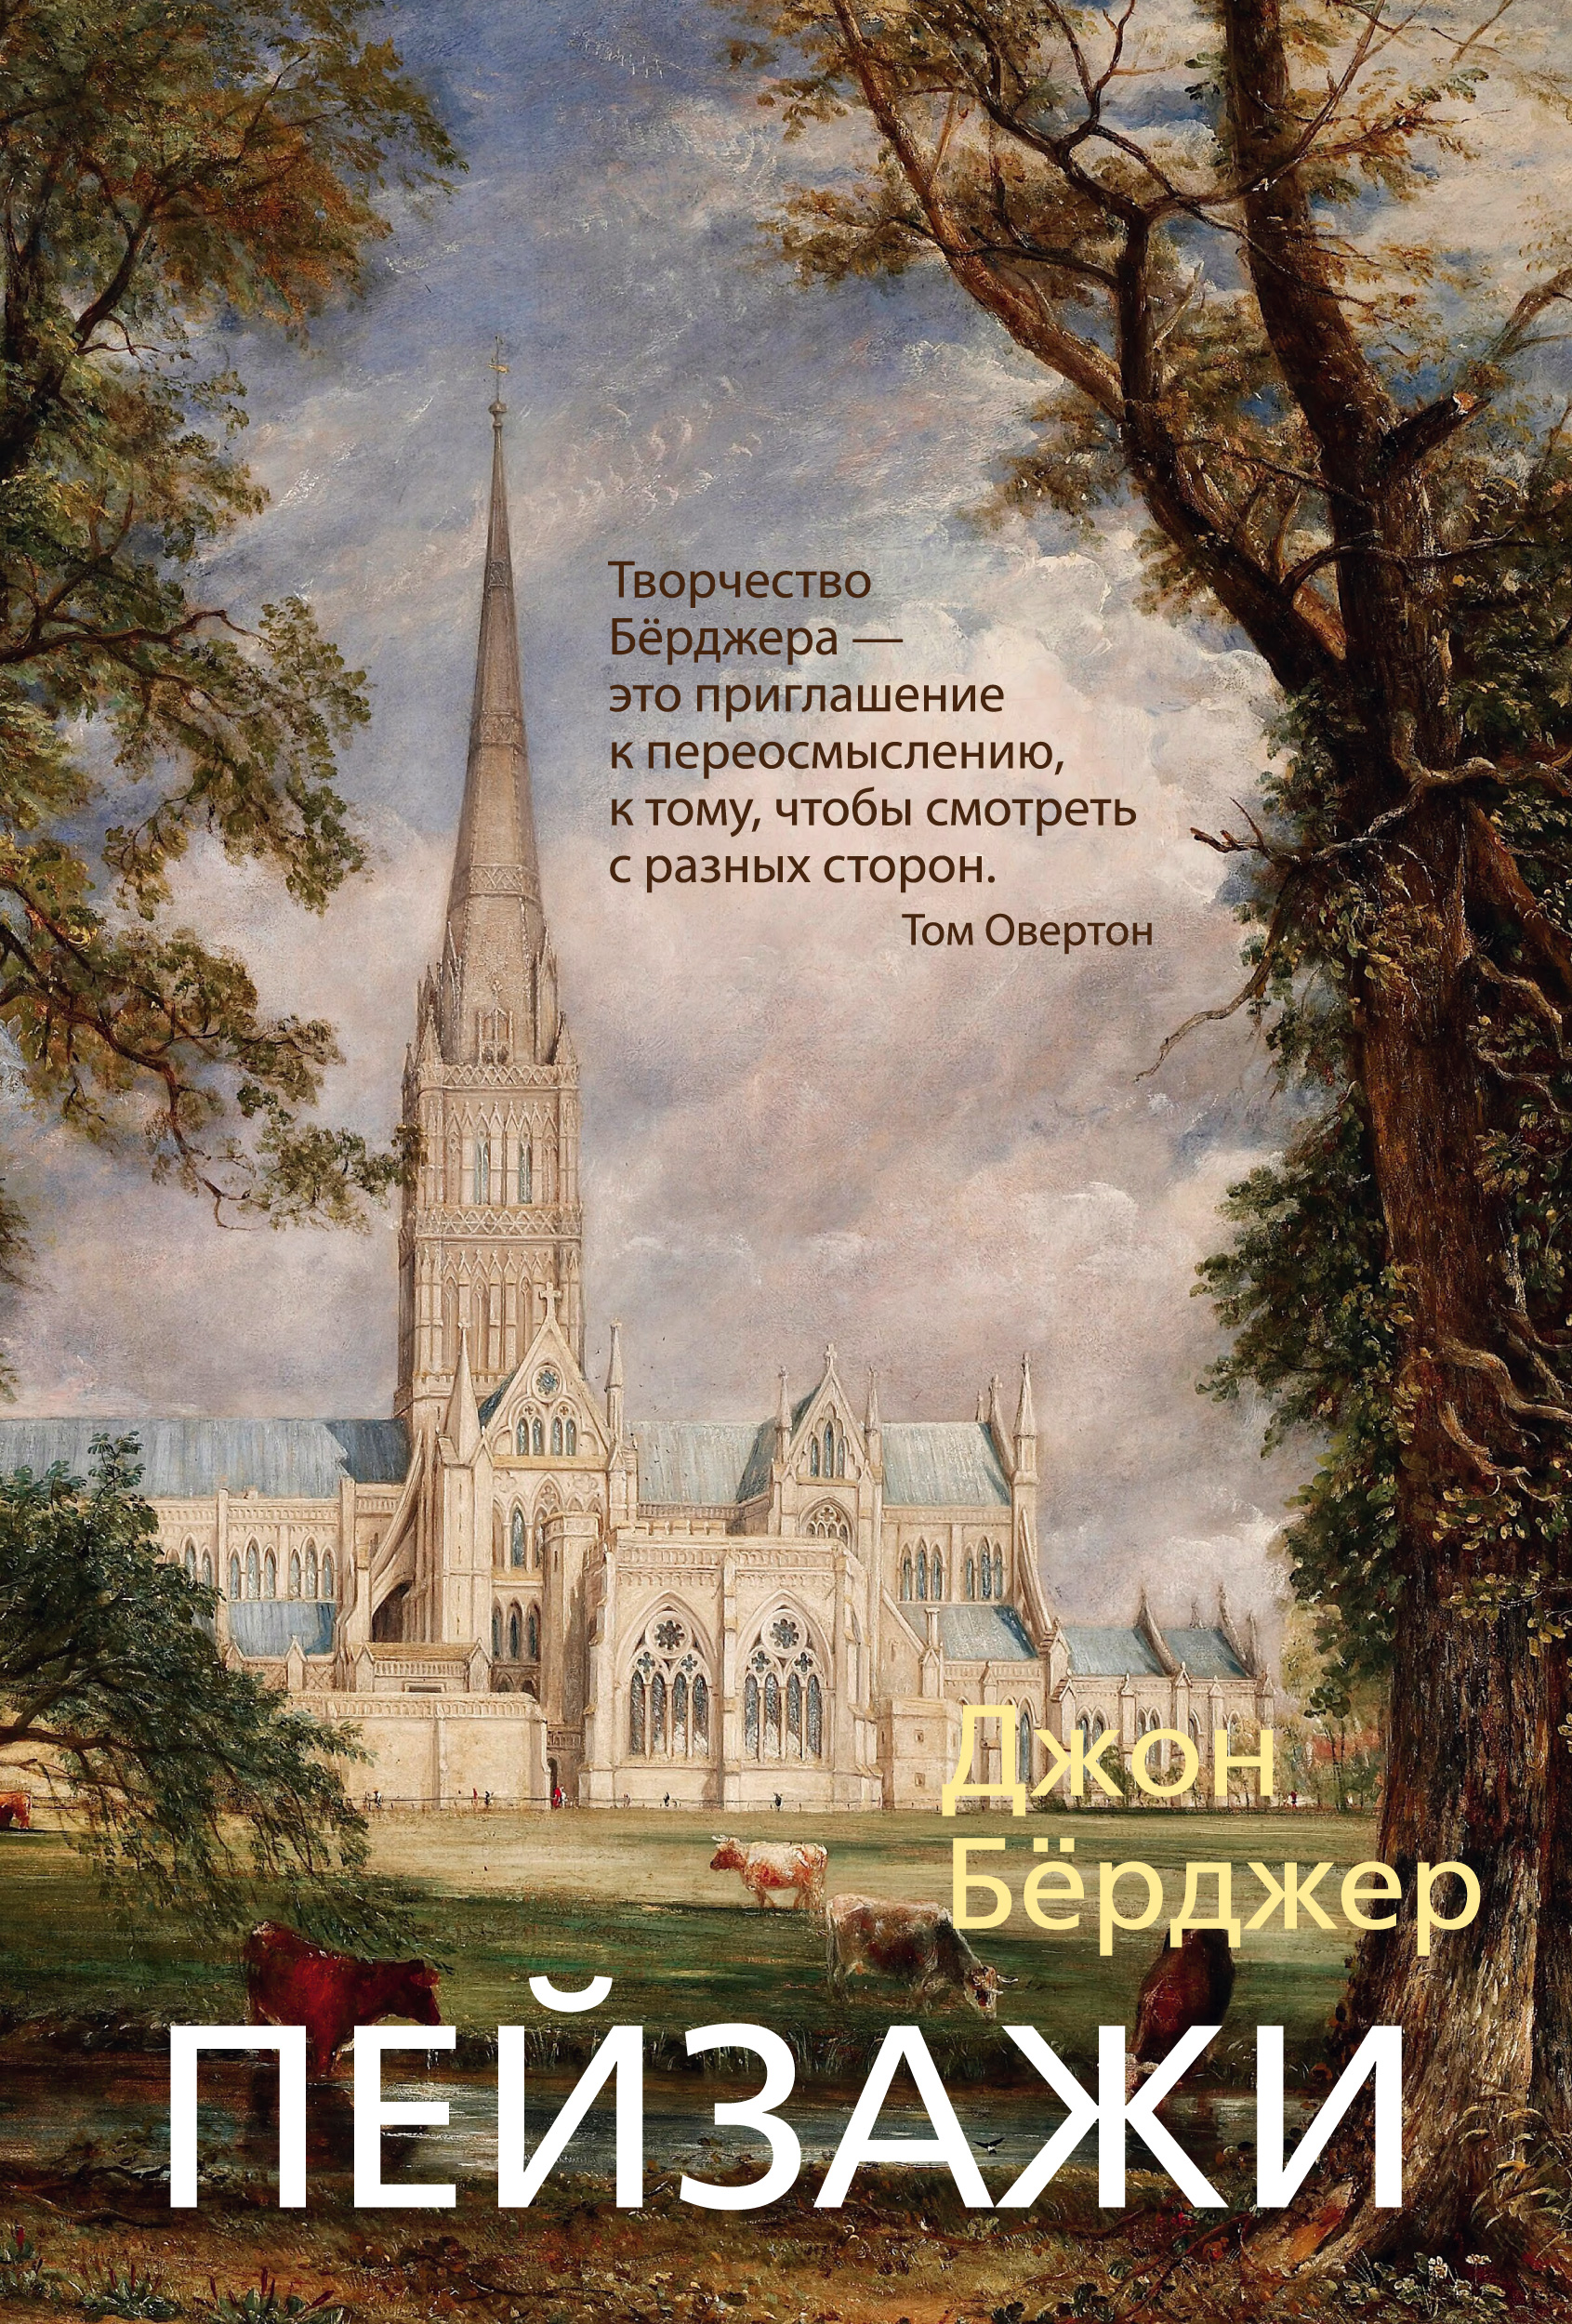 Творчество
Бёрджера —
это приглашение
к переосмыслению,
к тому, чтобы смотреть
с разных сторон.
Том Овертон
Джон
Бёрджер
ПЕЙЗАЖИ